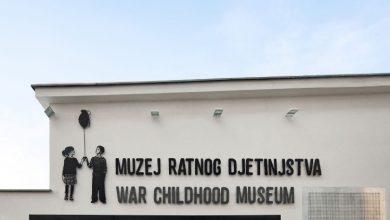 MUZEJ RATNOG DJETINJSTVA
WAR CHILDHOOD MUSEUM